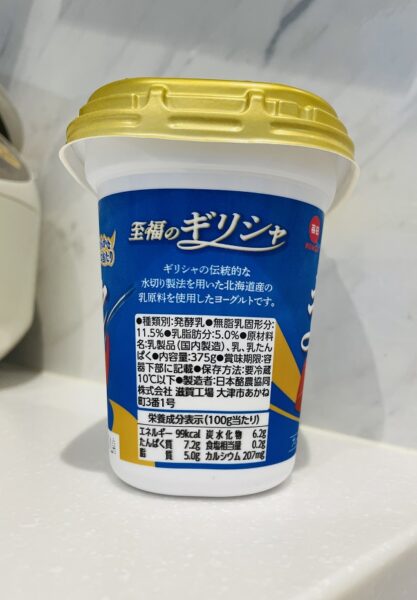 至福のギリシャ
ギリシャの伝統的な
水切り製法を用いた北海道産の
乳原料を使用したヨーグルトです。
●種類別:発酵乳●無脂乳固形分:
11.5%●乳脂肪分:5.0%●原材料
名:乳製品(国内製造)、乳、乳たん
ぱく●内容量:375g●賞味期限:容
器下部に記載●保存方法:要冷蔵
10℃以下●製造者:日本酪農協同
株式会社 滋賀工場 大津市あかね
町3番1号
栄養成分表示(100g当たり)
エネルギー 99kcal 炭水化物 6.2g
たんぱく質 7.2g 食塩相当量 0.2g
脂質 5.0g カルシウム 207mg